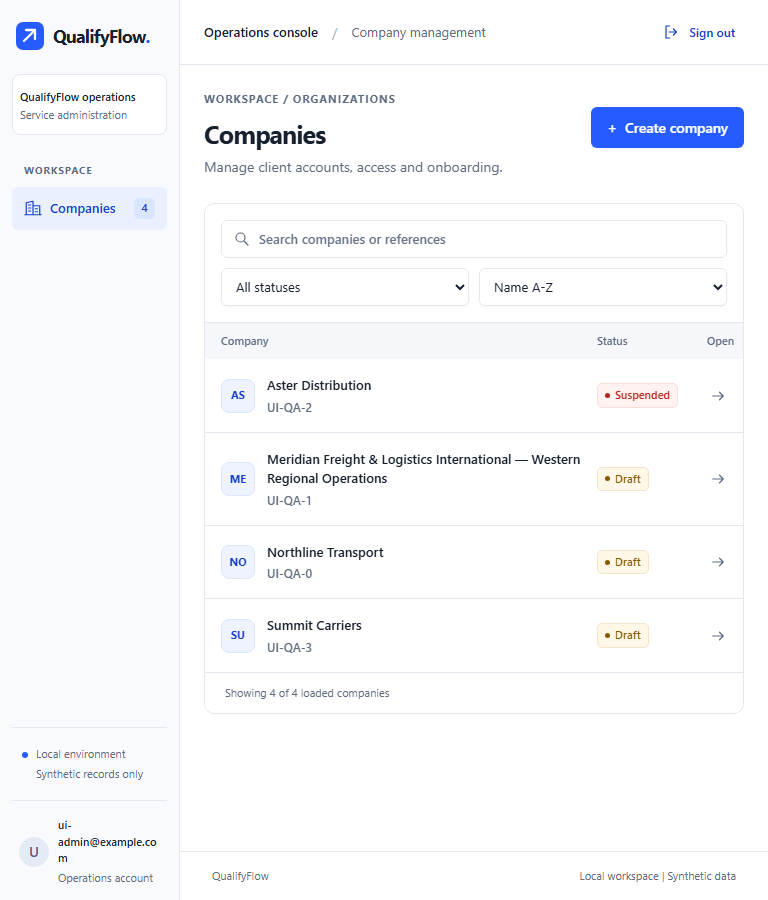 QualifyFlow.
QualifyFlow operations
Service administration
WORKSPACE
Companies 4
Local environment
Synthetic records only
U
ui-
admin@example.co
m
Operations account
Operations console / Company management
Sign out
WORKSPACE / ORGANIZATIONS
Companies
Manage client accounts, access and onboarding.
+ Create company
Search companies or references
All statuses
Name A-Z
Company Status Open
AS
Aster Distribution
UI-QA-2
Suspended
ME
Meridian Freight & Logistics International — Western
Regional Operations
UI-QA-1
Draft
NO
Northline Transport
UI-QA-0
Draft
SU
Summit Carriers
UI-QA-3
Draft
Showing 4 of 4 loaded companies
QualifyFlow
Local workspace | Synthetic data